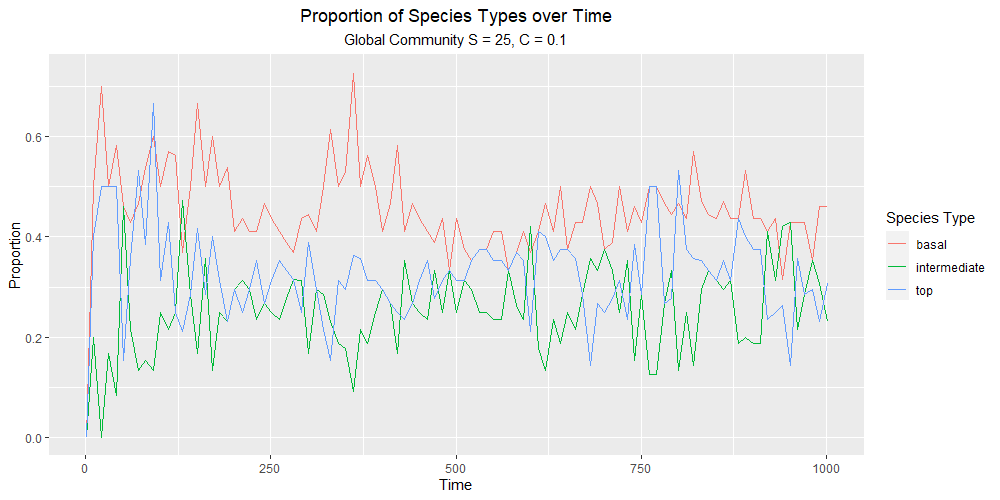 Proportion of Species Types over Time
Global Community S = 25, C = 0.1
Proportion
0.6
0.4
0.2
0.0
0
250
500
750
1000
Time
Species Type
basal
intermediate
top